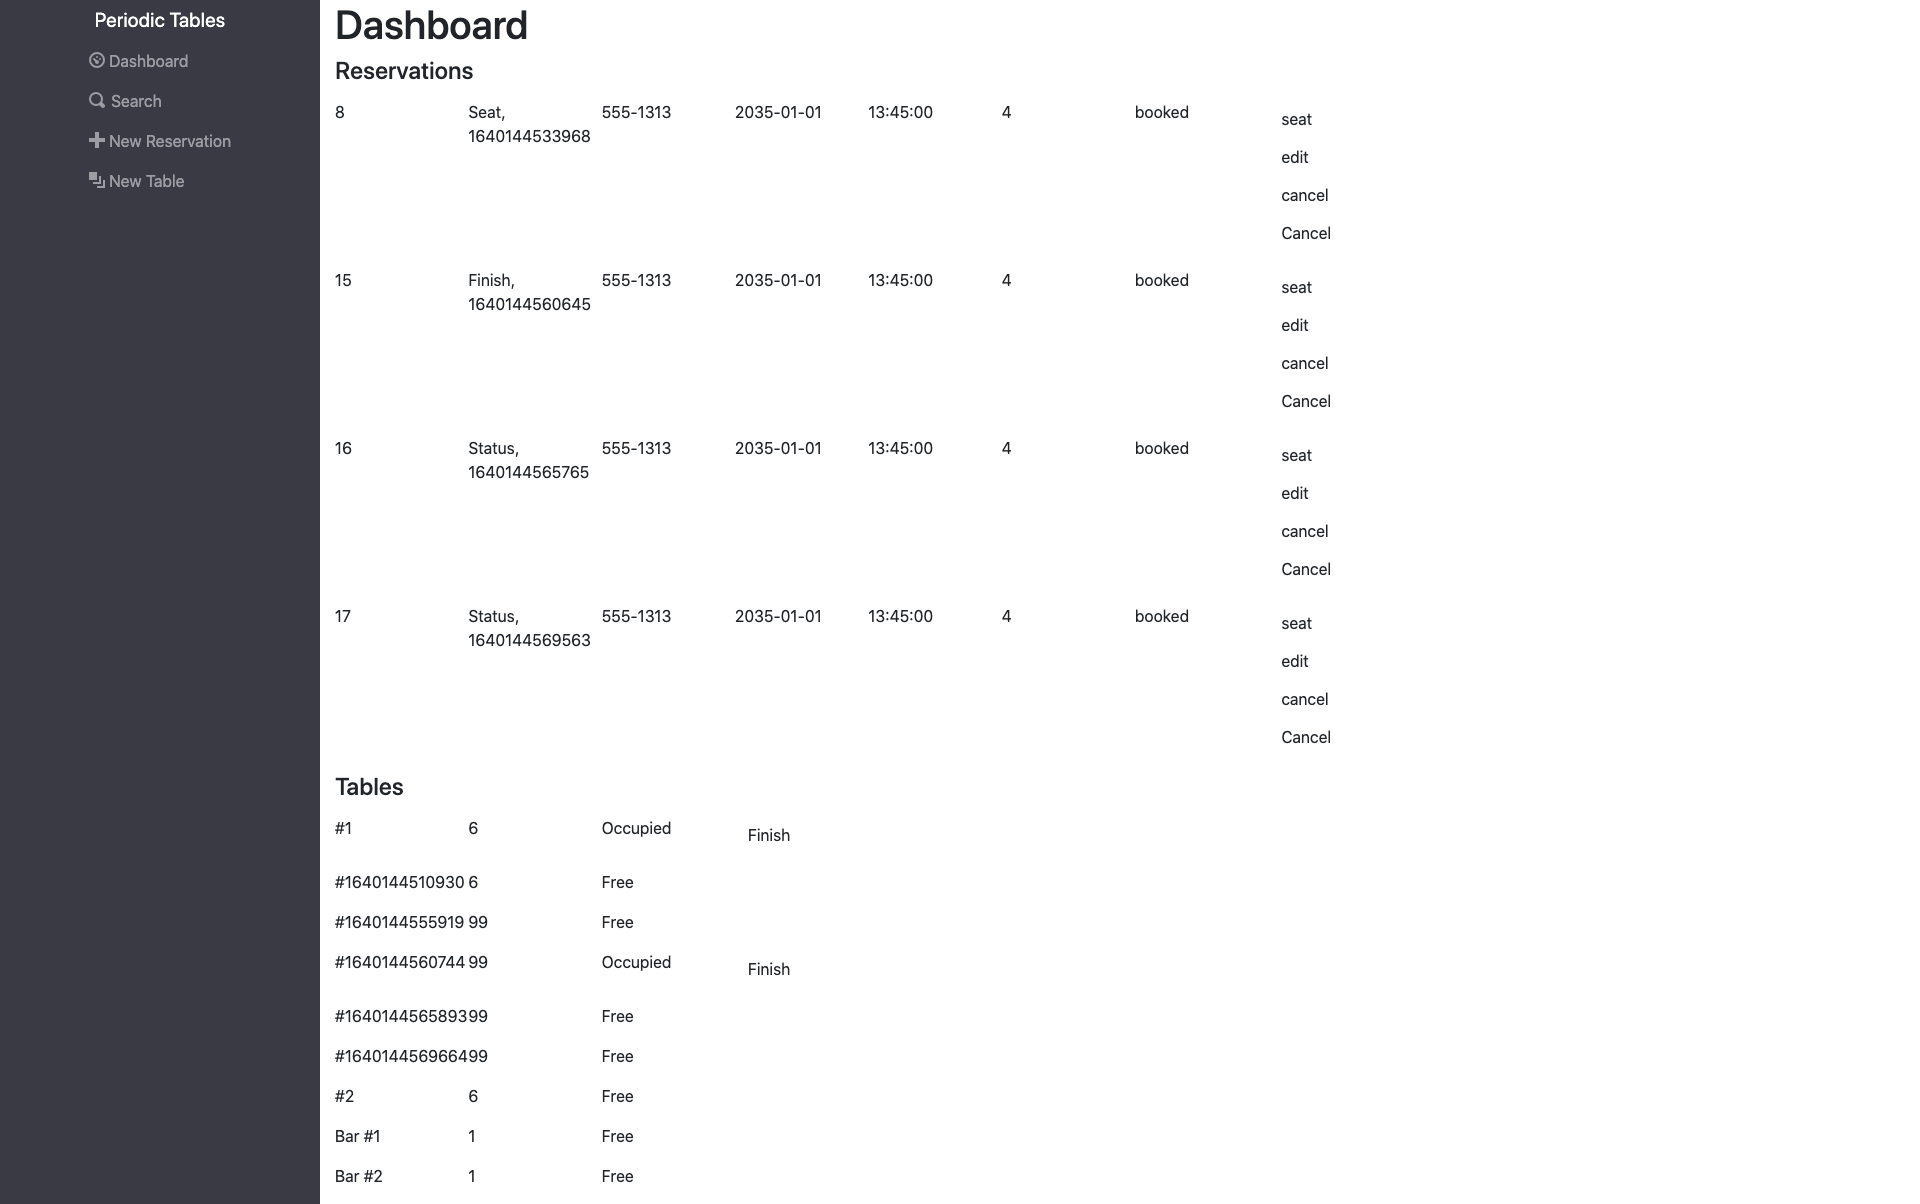 Periodic Tables
Dashboard
Search
New Reservation
New Table
Dashboard
Reservations
8 Seat, 555-1313 2035-01-01 13:45:00 4 booked seat
1640144533968
edit
cancel
Cancel
15 Finish, 555-1313 2035-01-01 13:45:00 4 booked seat
1640144560645
edit
cancel
Cancel
16 Status, 555-1313 2035-01-01 13:45:00 4 booked seat
1640144565765
edit
cancel
Cancel
17 Status, 555-1313 2035-01-01 13:45:00 4 booked seat
1640144569563
edit
cancel
Cancel
Tables
#1 6 Occupied Finish
#1640144510930 6 Free
#1640144555919 99 Free
#1640144560744 99 Occupied Finish
#1640144565893 99 Free
#1640144569664 99 Free
#2 6 Free
Bar #1 1 Free
Bar #2 1 Free